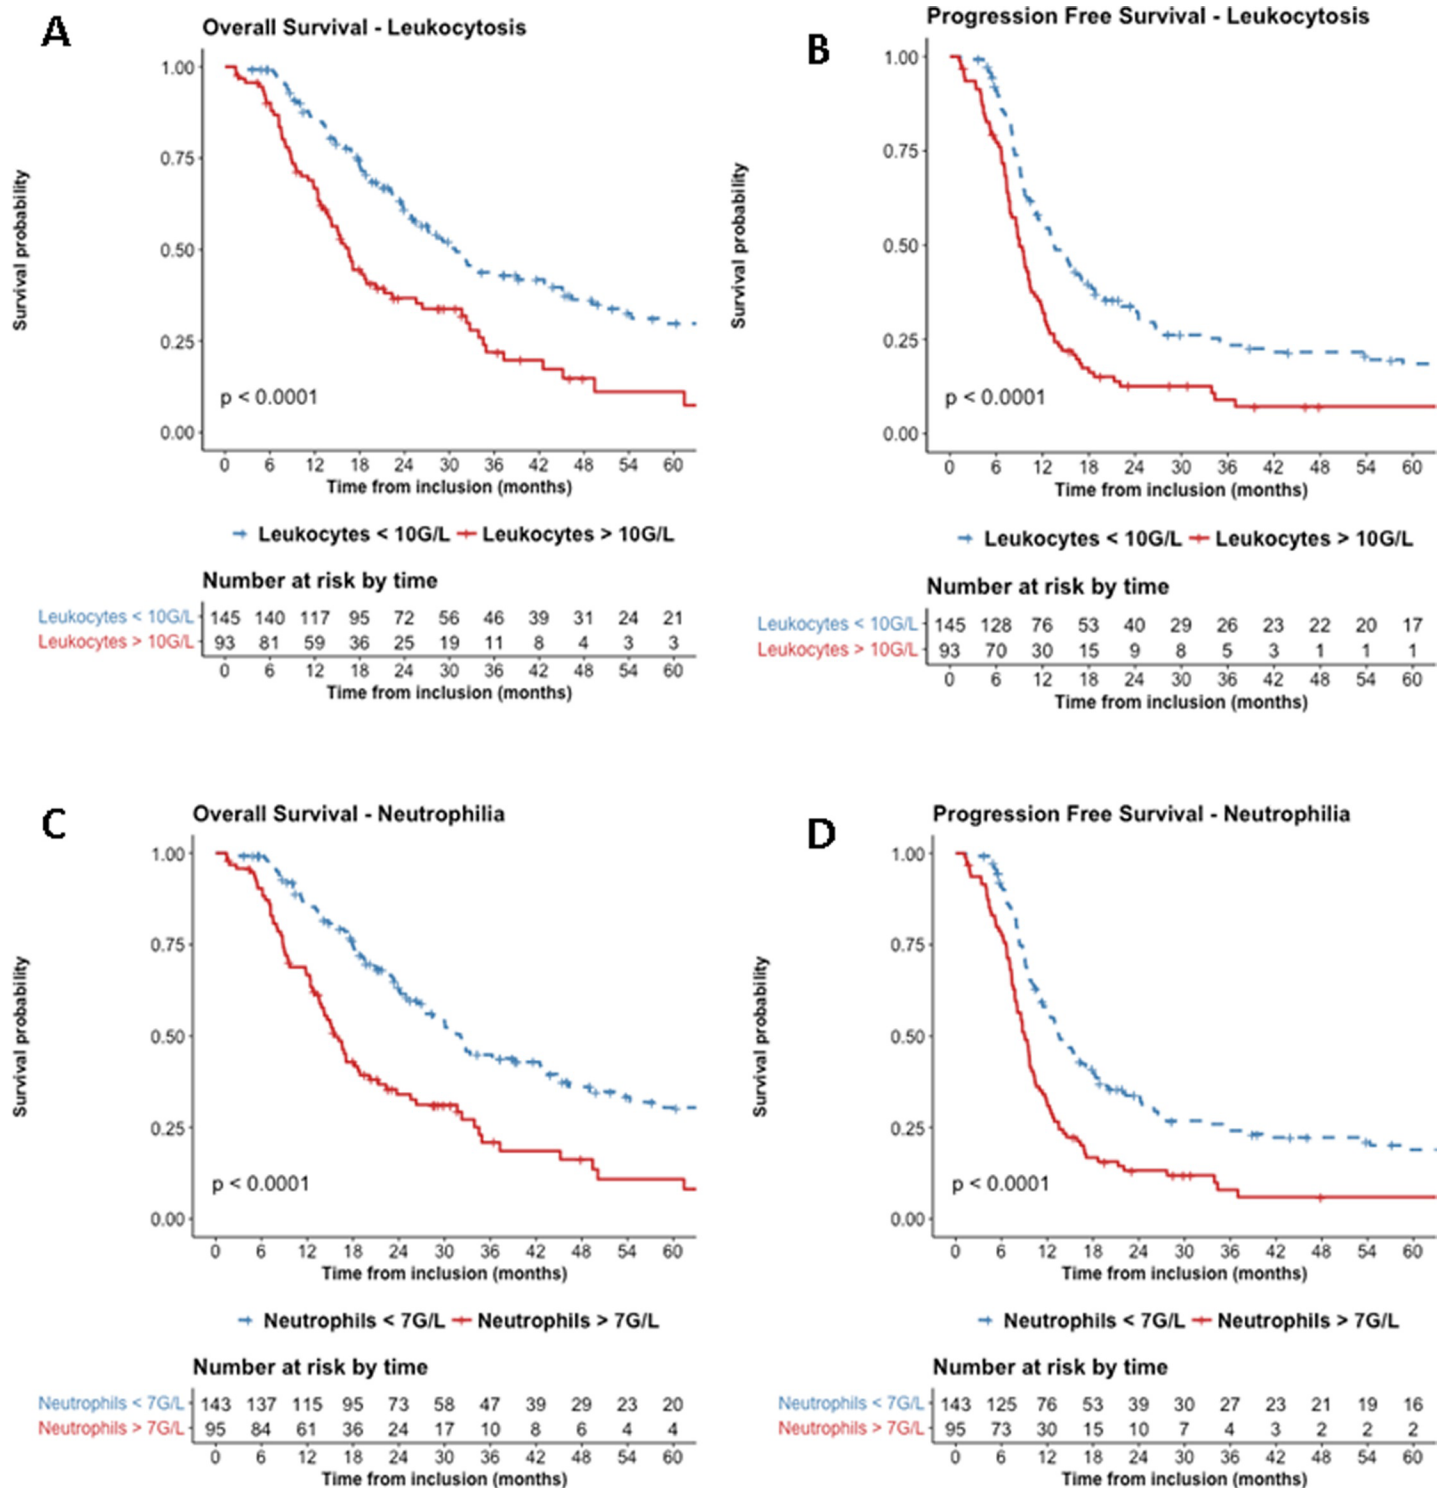 A
Overall Survival - Leukocytosis
Survival probability
1.00
0.75
0.50
0.25
0.00
p < 0.0001
0 6 12 18 24 30 36 42 48 54 60
Time from inclusion (months)
Leukocytes < 10G/L Leukocytes > 10G/L
Number at risk by time
Leukocytes < 10G/L 145 140 117 95 72 56 46 39 31 24 21
Leukocytes > 10G/L 93 81 59 36 25 19 11 8 4 3 3
0 6 12 18 24 30 36 42 48 54 60
Time from inclusion (months)
B
Progression Free Survival - Leukocytosis
Survival probability
1.00
0.75
0.50
0.25
0.00
p < 0.0001
0 6 12 18 24 30 36 42 48 54 60
Time from inclusion (months)
Leukocytes < 10G/L Leukocytes > 10G/L
Number at risk by time
Leukocytes < 10G/L 145 128 76 53 40 29 26 23 22 20 17
Leukocytes > 10G/L 93 70 30 15 9 8 5 3 1 1 1
0 6 12 18 24 30 36 42 48 54 60
Time from inclusion (months)
C
Overall Survival - Neutrophilia
Survival probability
1.00
0.75
0.50
0.25
0.00
p < 0.0001
0 6 12 18 24 30 36 42 48 54 60
Time from inclusion (months)
Neutrophils < 7G/L Neutrophils > 7G/L
Number at risk by time
Neutrophils < 7G/L 143 137 115 95 73 58 47 39 29 23 20
Neutrophils > 7G/L 95 84 61 36 24 17 10 8 6 4 4
0 6 12 18 24 30 36 42 48 54 60
Time from inclusion (months)
D
Progression Free Survival - Neutrophilia
Survival probability
1.00
0.75
0.50
0.25
0.00
p < 0.0001
0 6 12 18 24 30 36 42 48 54 60
Time from inclusion (months)
Neutrophils < 7G/L Neutrophils > 7G/L
Number at risk by time
Neutrophils < 7G/L 143 125 76 53 39 30 27 23 21 19 16
Neutrophils > 7G/L 95 73 30 15 10 7 4 3 2 2 2
0 6 12 18 24 30 36 42 48 54 60
Time from inclusion (months)